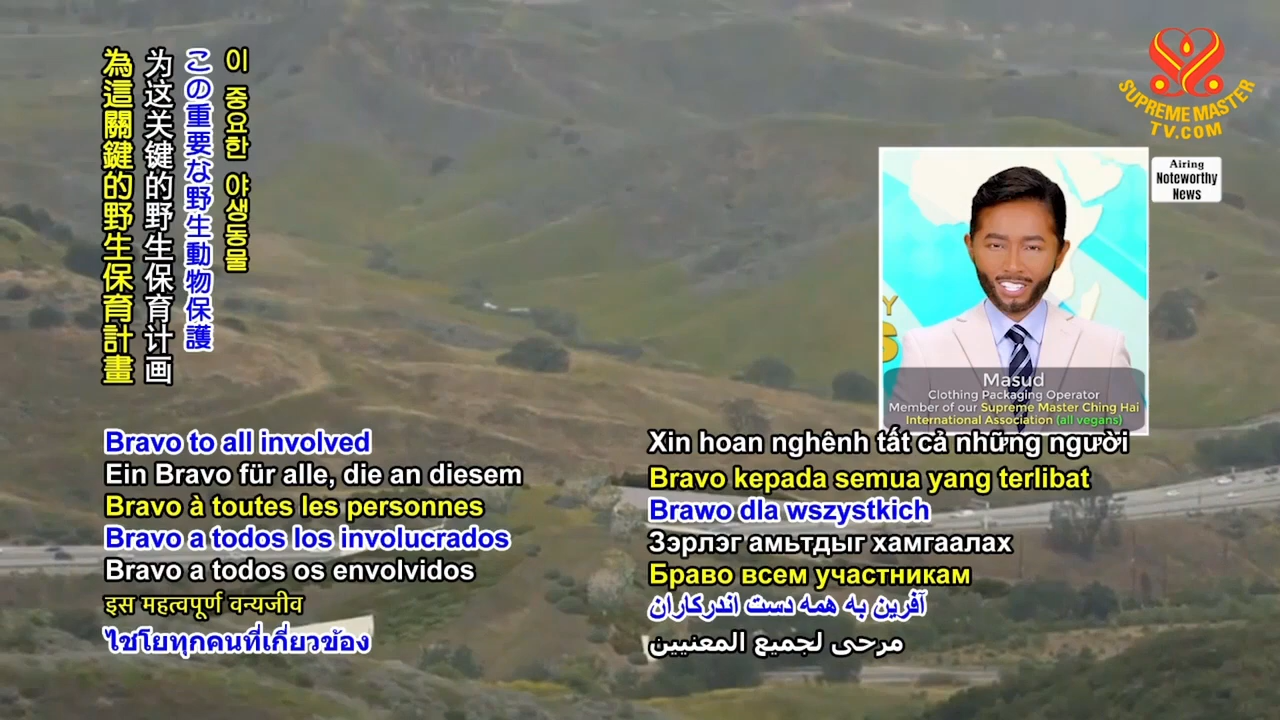 이 중요한 야생동물
この重要な野生動物保護
为这关键的野生保育计画
為這關鍵的野生保育計畫
SUPREME MASTER
TV.COM
Airing
Noteworthy
News
Y
S
Masud
Clothing Packaging Operator
Member of our Supreme Master Ching Hai
International Association (all vegans)
Bravo to all involved
Ein Bravo für alle, die an diesem
Bravo à toutes les personnes
Bravo a todos los involucrados
Bravo a todos os envolvidos
इस महत्वपूर्ण वन्यजीव
ไชโยทุกคนที่เกี่ยวข้อง
Xin hoan nghênh tất cả những người
Bravo kepada semua yang terlibat
Brawo dla wszystkich
Зэрлэг амьтдыг хамгаалах
Браво всем участникам
آفرین به همه دست اندرکاران
مرحى لجميع المعنيين